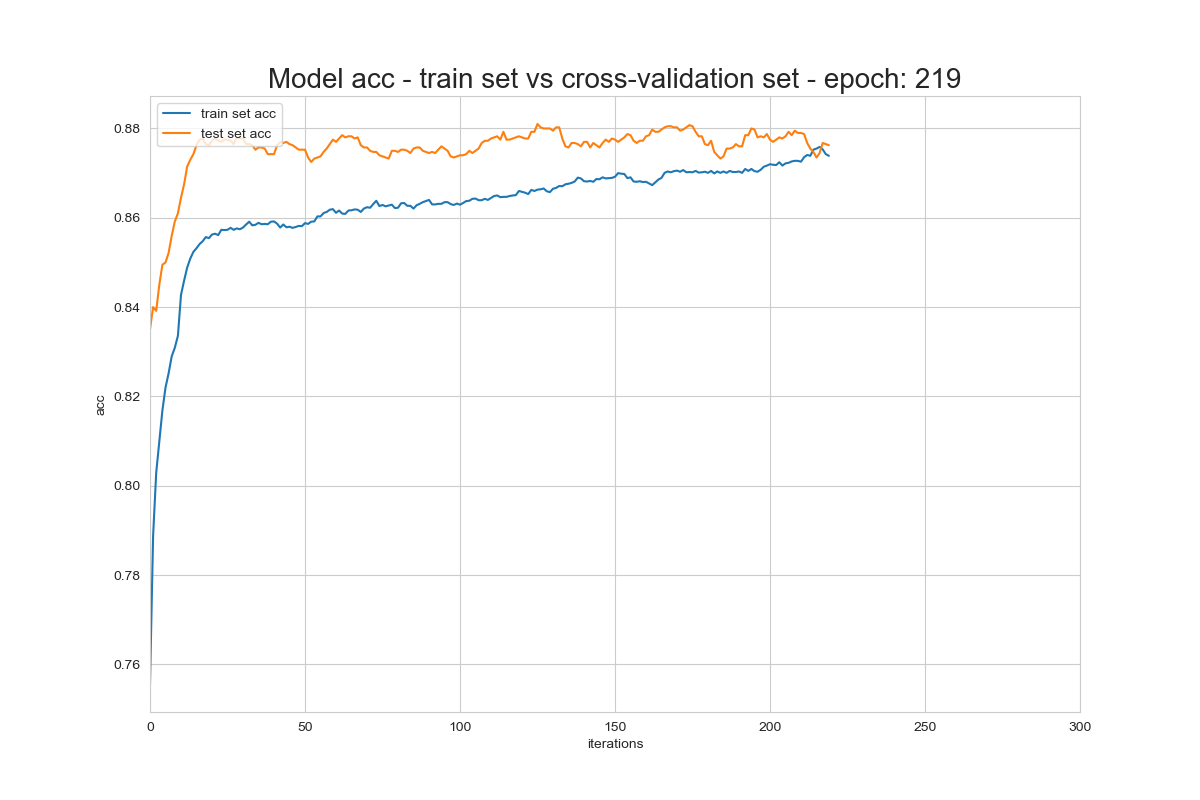 Model acc - train set vs cross-validation set - epoch: 219
train set acc
test set acc
0.88
0.86
0.84
0.82
0.80
0.78
0.76
acc
0 50 100 150 200 250 300
iterations